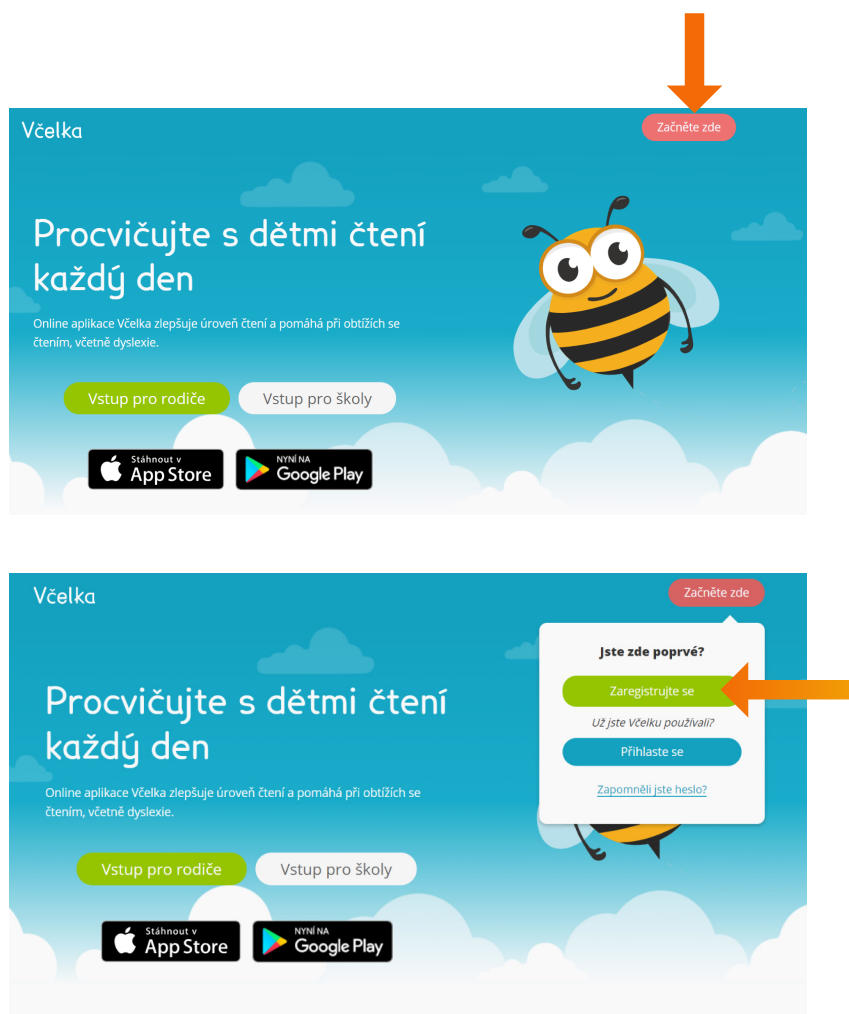 Včelka
Začněte zde
Procvičujte s dětmi čtení
každý den
Online aplikace Včelka zlepšuje úroveň čtení a pomáhá při obtížích se
čtením, včetně dyslexie.
Vstup pro rodiče
Vstup pro školy
Stáhnout v
App Store
NYNÍ NA
Google Play
Včelka
Začněte zde
Jste zde poprvé?
Zaregistrujte se
Už jste Včelku používali?
Přihlaste se
Zapomněli jste heslo?
Procvičujte s dětmi čtení
každý den
Online aplikace Včelka zlepšuje úroveň čtení a pomáhá při obtížích se
čtením, včetně dyslexie.
Vstup pro rodiče
Vstup pro školy
Stáhnout v
App Store
NYNÍ NA
Google Play